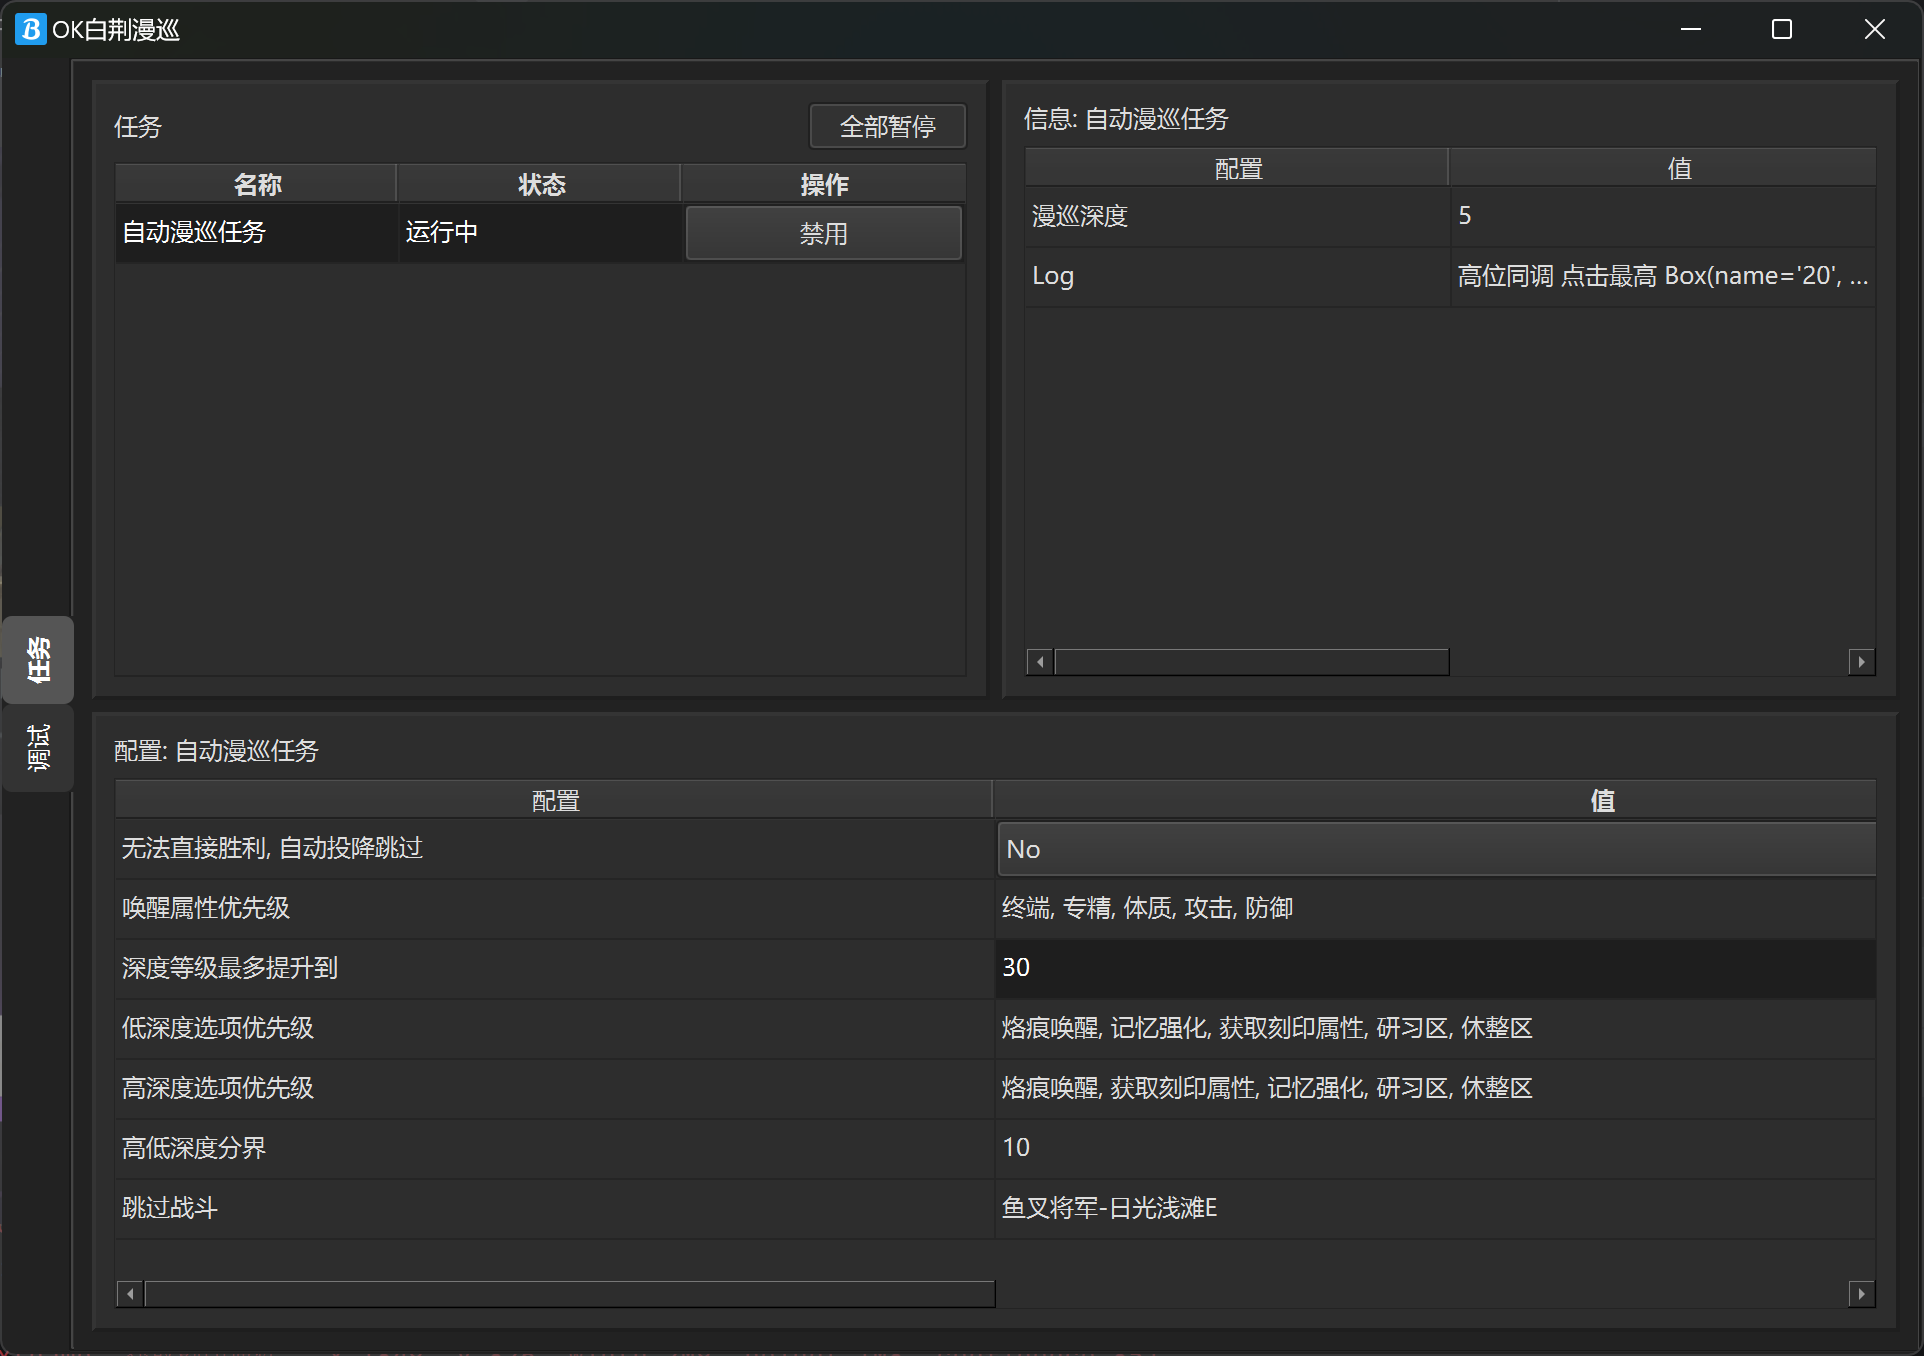 OK白荆漫巡
任务
全部暂停
名称 状态 操作
自动漫巡任务 运行中 禁用
信息: 自动漫巡任务
配置 值
漫巡深度 5
Log 高位同调 点击最高 Box(name='20', ...
任务
调试
配置: 自动漫巡任务
配置 值
无法直接胜利, 自动投降跳过 No
唤醒属性优先级 终端, 专精, 体质, 攻击, 防御
深度等级最多提升到 30
低深度选项优先级 烙痕唤醒, 记忆强化, 获取刻印属性, 研习区, 休整区
高深度选项优先级 烙痕唤醒, 获取刻印属性, 记忆强化, 研习区, 休整区
高低深度分界 10
跳过战斗 鱼叉将军-日光浅滩E